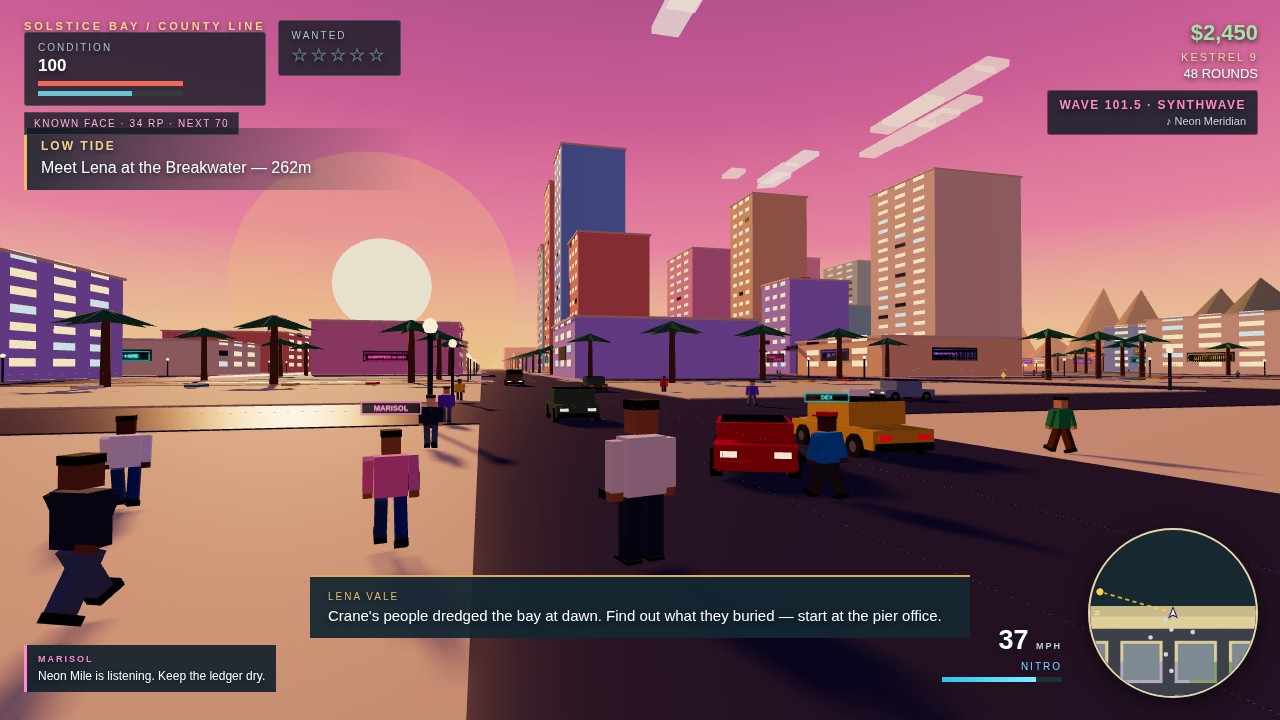 SOLSTICE BAY / COUNTY LINE
CONDITION
100
WANTED
☆☆☆☆☆
KNOWN FACE · 34 RP · NEXT 70
LOW TIDE
Meet Lena at the Breakwater — 262m
$2,450
KESTREL 9
48 ROUNDS
WAVE 101.5 · SYNTHWAVE
♪ Neon Meridian
MARISOL
DEX
LENA VALE
Crane's people dredged the bay at dawn. Find out what they buried — start at the pier office.
MARISOL
Neon Mile is listening. Keep the ledger dry.
37 MPH
NITRO
N